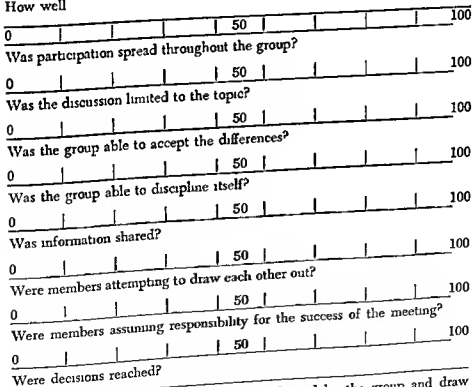 How well
0 50 100
Was participation spread throughout the group?
0 50 100
Was the discussion limited to the topic?
0 50 100
Was the group able to accept the differences?
0 50 100
Was the group able to discipline itself?
0 50 100
Was information shared?
0 50 100
Were members attempting to draw each other out?
0 50 100
Were members assuming responsibility for the success of the meeting?
0 50 100
Were decisions reached?
the group and draw